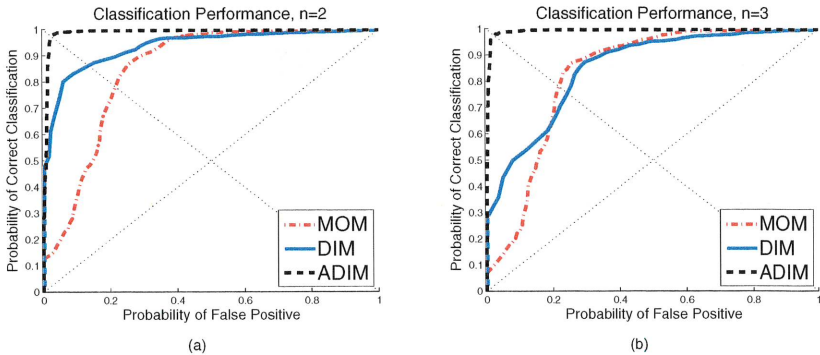 Classification Performance, n=2
Probability of Correct Classification
1
0.9
0.8
0.7
0.6
0.5
0.4
0.3
0.2
0.1
0
0
0.2
0.4
0.6
0.8
1
Probability of False Positive
MOM
DIM
ADIM
(a)
Classification Performance, n=3
Probability of Correct Classification
1
0.9
0.8
0.7
0.6
0.5
0.4
0.3
0.2
0.1
0
0
0.2
0.4
0.6
0.8
1
Probability of False Positive
MOM
DIM
ADIM
(b)